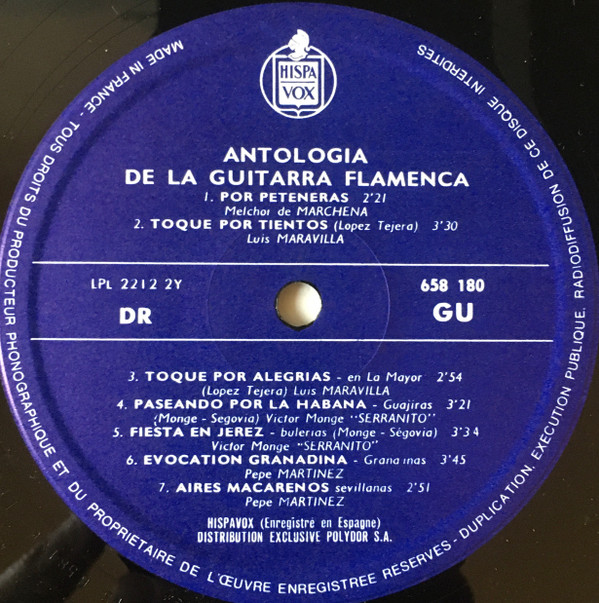 HISPA
VOX
ANTOLOGIA
DE LA GUITARRA FLAMENCA
1. POR PETENERAS 2'21
Melchor de MARCHENA
2. TOQUE POR TIENTOS (Lopez Tejera) 3'30
Luis MARAVILLA
LPL 2212 2Y
658 180
DR
GU
3. TOQUE POR ALEGRIAS - en La Mayor 2'54
(Lopez Tejera) Luis MARAVILLA
4. PASEANDO POR LA HABANA - Guajiras 3'21
(Monge - Segovia) Victor Monge "SERRANITO"
5. FIESTA EN JEREZ - bulerias (Monge - Ségovia) 3'34
Victor Monge "SERRANITO"
6. EVOCATION GRANADINA - Granainas 3'45
Pepe MARTINEZ
7. AIRES MACARENOS sevillanas 2'51
Pepe MARTINEZ
HISPAVOX (Enregistré en Espagne)
DISTRIBUTION EXCLUSIVE POLYDOR S.A.
MADE IN FRANCE - TOUS DROITS DU PRODUCTEUR PHONOGRAPHIQUE ET DU PROPRIETAIRE DE L'ŒUVRE ENREGISTREE RESERVES - DUPLICATION, EXECUTION PUBLIQUE, RADIODIFFUSION DE CE DISQUE INTERDITES